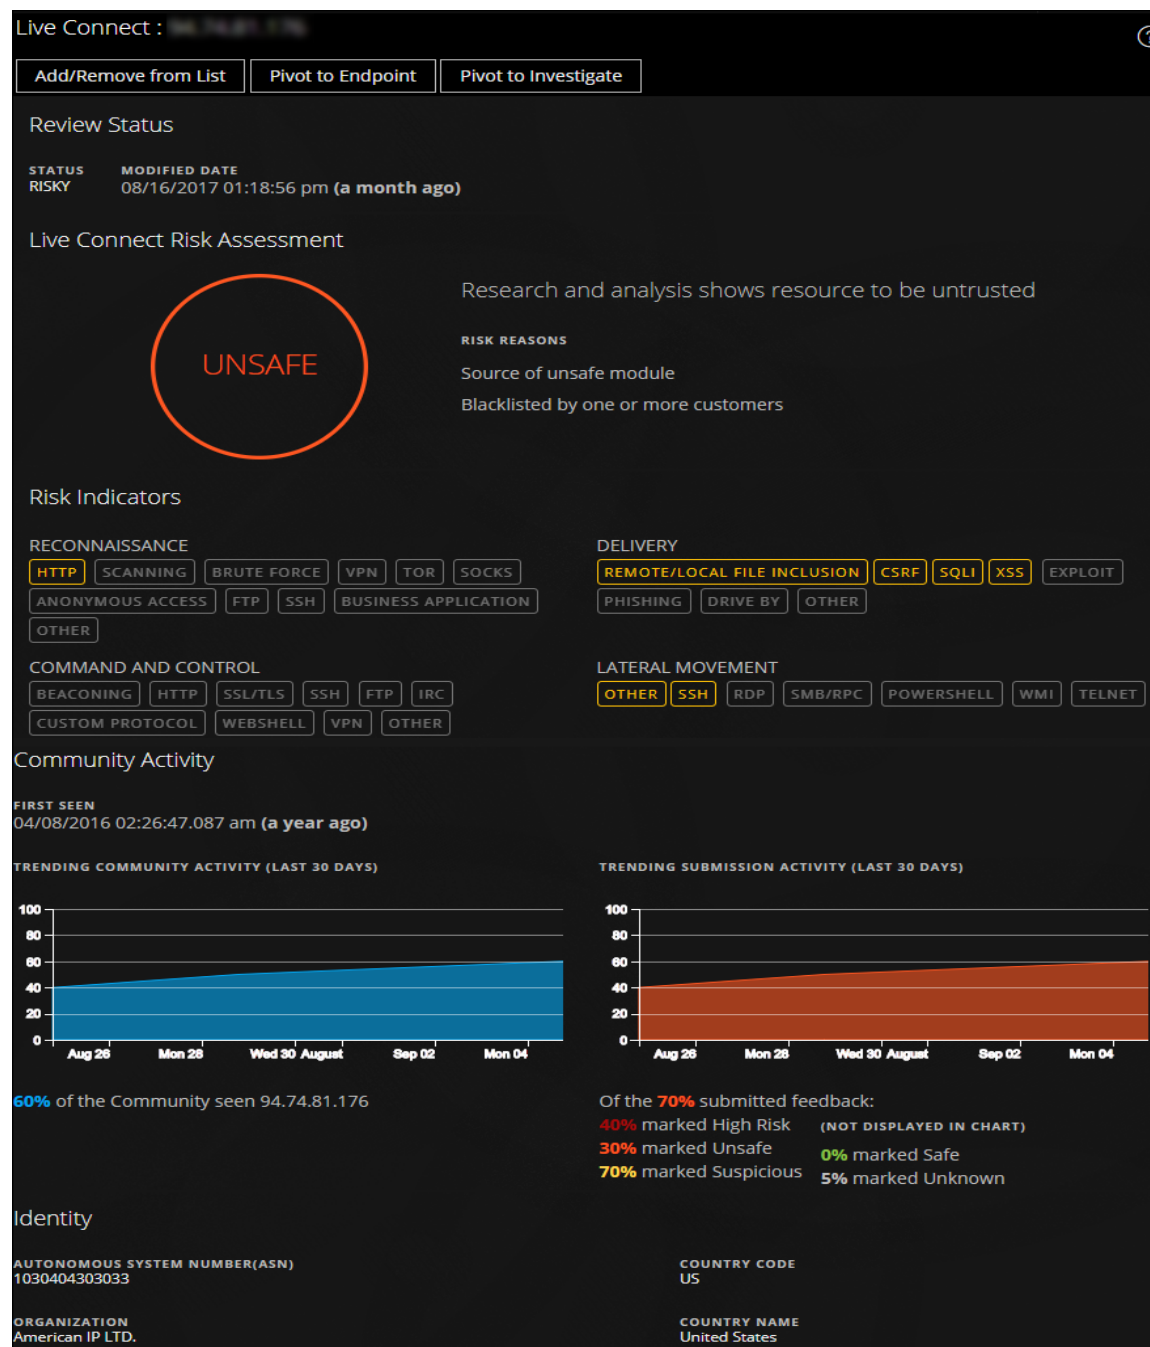 Live Connect :
Add/Remove from List Pivot to Endpoint Pivot to Investigate
Review Status
STATUS MODIFIED DATE
RISKY 08/16/2017 01:18:56 pm (a month ago)
Live Connect Risk Assessment
UNSAFE
Research and analysis shows resource to be untrusted
RISK REASONS
Source of unsafe module
Blacklisted by one or more customers
Risk Indicators
RECONNAISSANCE
HTTP SCANNING BRUTE FORCE VPN TOR SOCKS
ANONYMOUS ACCESS FTP SSH BUSINESS APPLICATION
OTHER
DELIVERY
REMOTE/LOCAL FILE INCLUSION CSRF SQLI XSS EXPLOIT
PHISHING DRIVE BY OTHER
COMMAND AND CONTROL
BEACONING HTTP SSL/TLS SSH FTP IRC
CUSTOM PROTOCOL WEBSHELL VPN OTHER
LATERAL MOVEMENT
OTHER SSH RDP SMB/RPC POWERSHELL WMI TELNET
Community Activity
FIRST SEEN
04/08/2016 02:26:47.087 am (a year ago)
TRENDING COMMUNITY ACTIVITY (LAST 30 DAYS)
100
80
60
40
20
0
Aug 26 Mon 28 Wed 30 August Sep 02 Mon 04
60% of the Community seen 94.74.81.176
TRENDING SUBMISSION ACTIVITY (LAST 30 DAYS)
100
80
60
40
20
0
Aug 26 Mon 28 Wed 30 August Sep 02 Mon 04
Of the 70% submitted feedback:
40% marked High Risk
30% marked Unsafe
70% marked Suspicious
(NOT DISPLAYED IN CHART)
0% marked Safe
5% marked Unknown
Identity
AUTONOMOUS SYSTEM NUMBER(ASN)
1030404303033
COUNTRY CODE
US
ORGANIZATION
American IP LTD.
COUNTRY NAME
United States